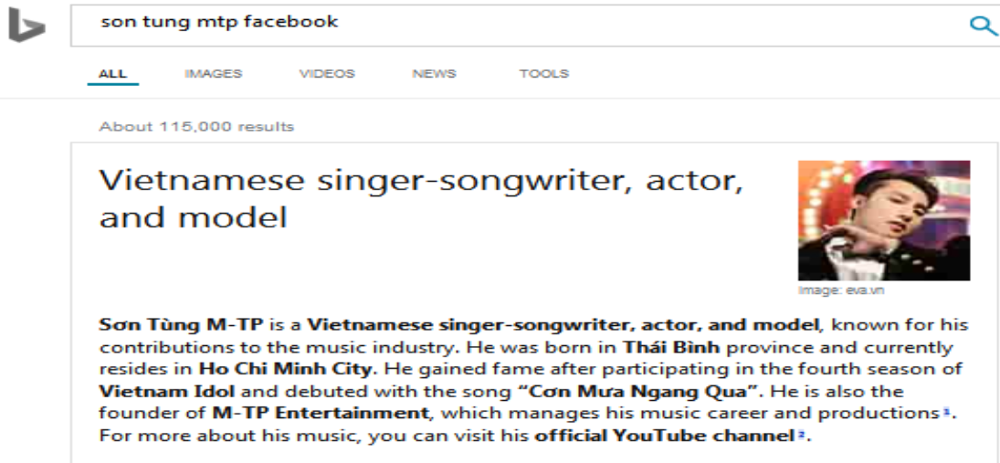 son tung mtp facebook
ALL IMAGES VIDEOS NEWS TOOLS
About 115,000 results
Vietnamese singer-songwriter, actor,
and model
Image: eva.vn
Sơn Tùng M-TP is a Vietnamese singer-songwriter, actor, and model, known for his
contributions to the music industry. He was born in Thái Bình province and currently
resides in Ho Chi Minh City. He gained fame after participating in the fourth season of
Vietnam Idol and debuted with the song “Cơn Mưa Ngang Qua”. He is also the
founder of M-TP Entertainment, which manages his music career and productions 1.
For more about his music, you can visit his official YouTube channel 2.